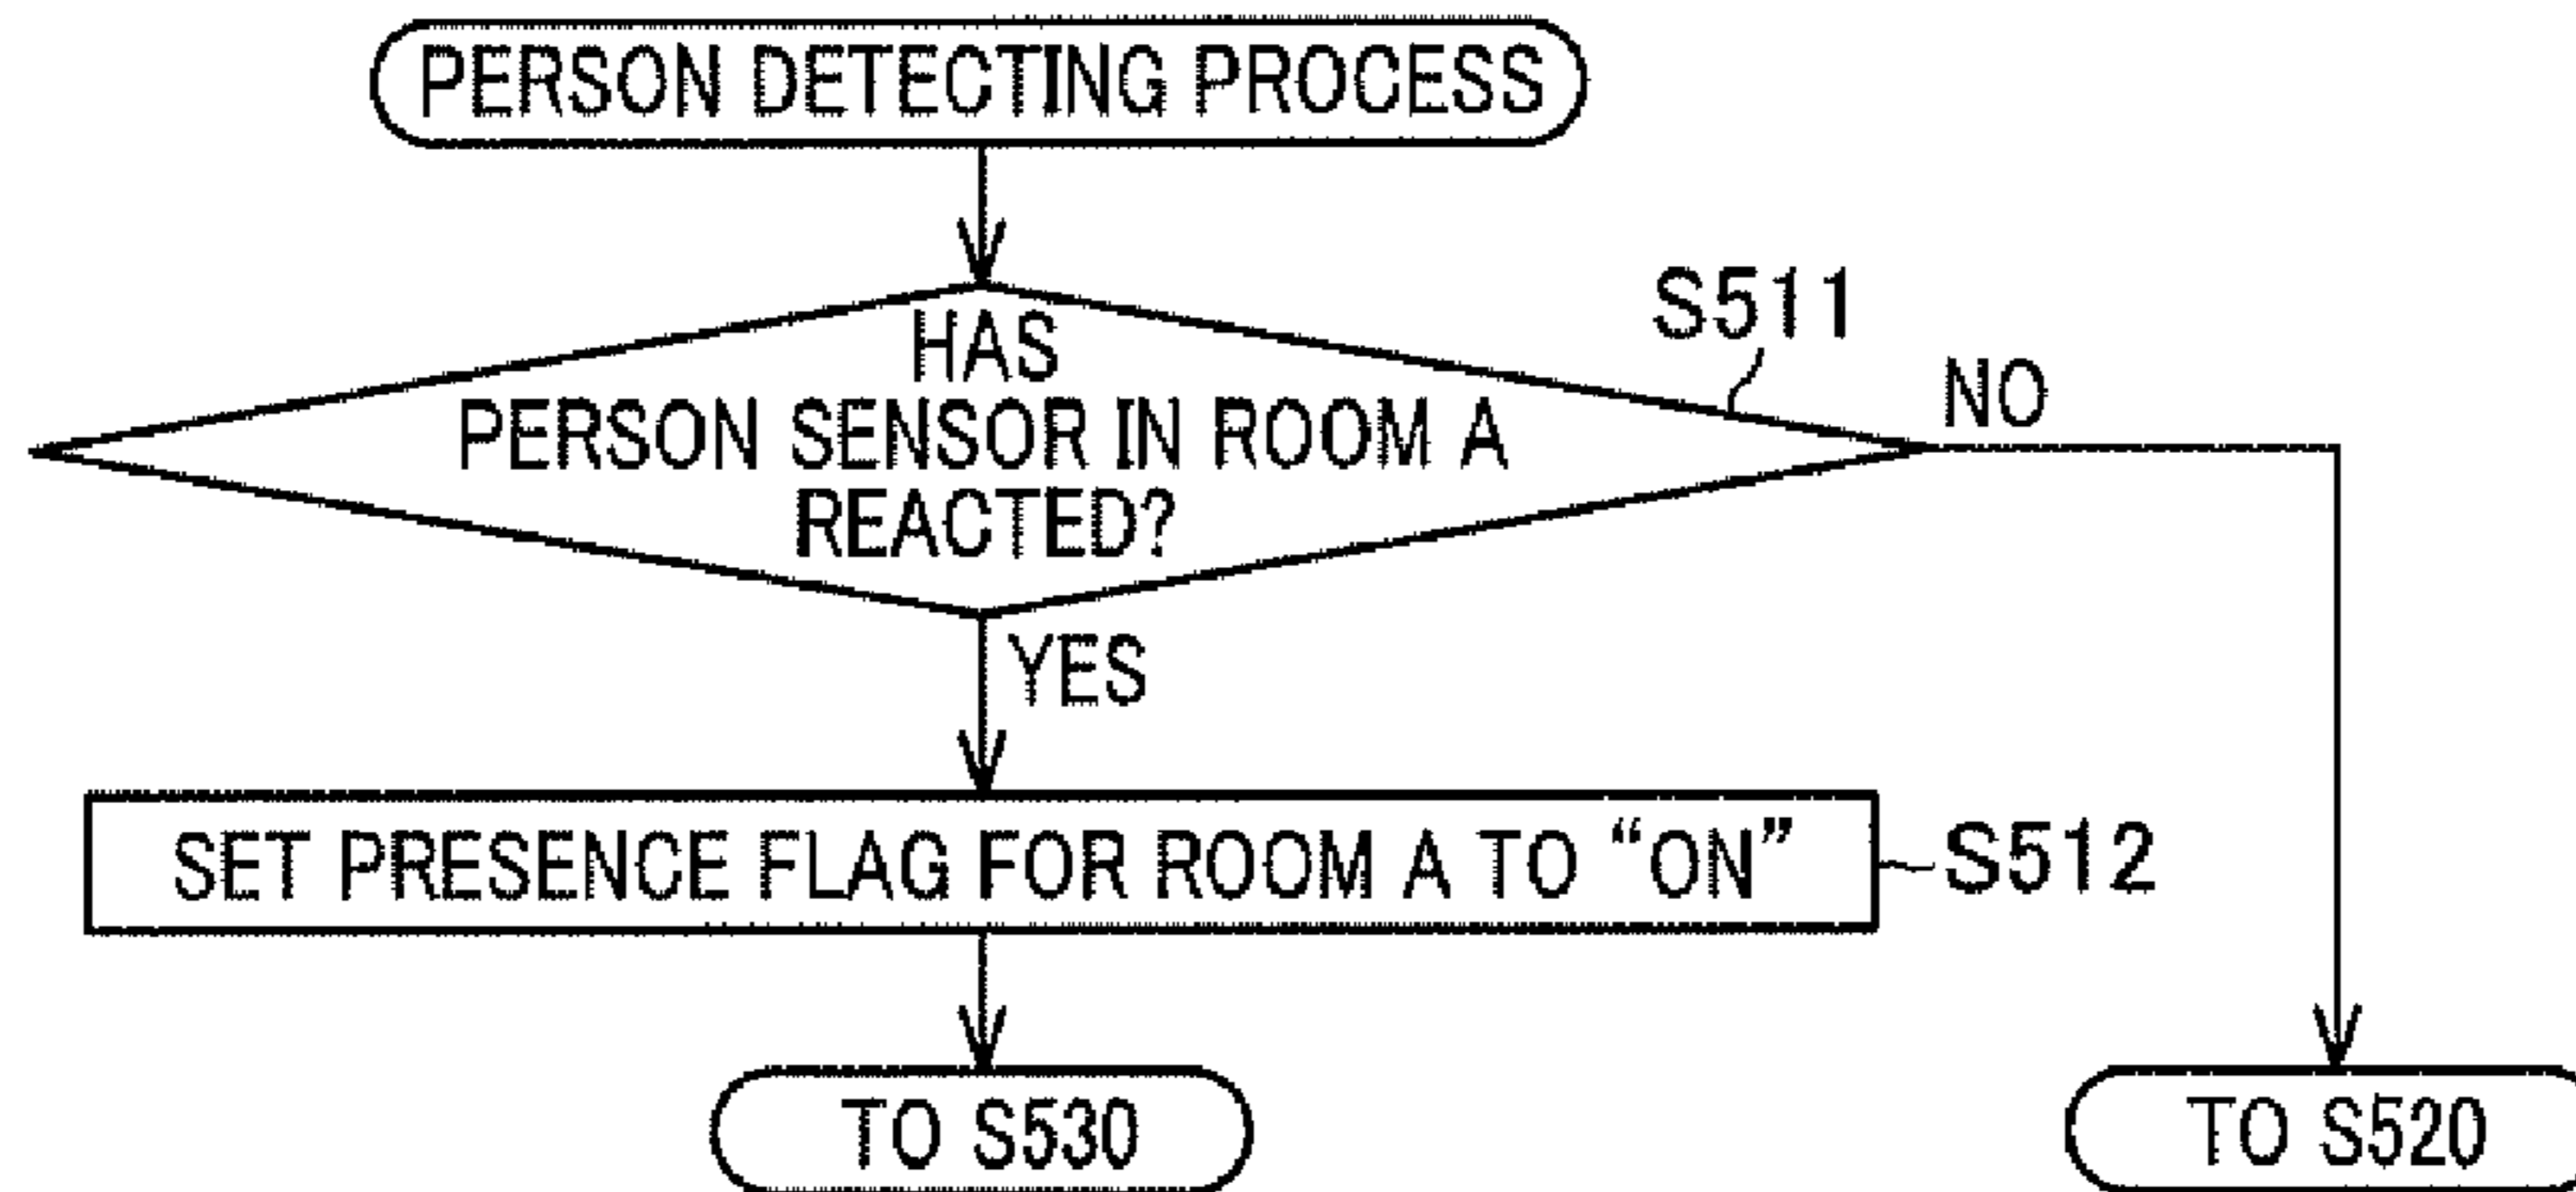 PERSON DETECTING PROCESS
HAS
PERSON SENSOR IN ROOM A
REACTED?
S511
NO
YES
SET PRESENCE FLAG FOR ROOM A TO “ON”
S512
TO S530
TO S520